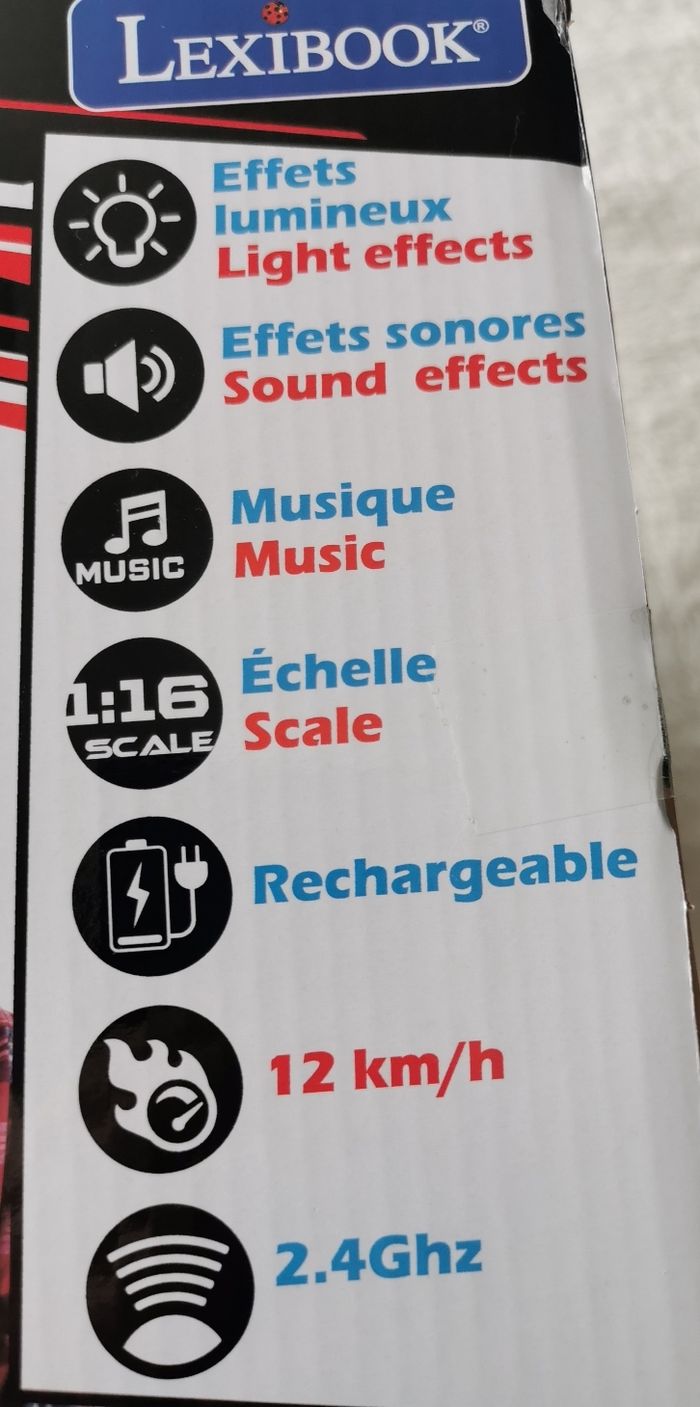 LEXIBOOK®
Effets
lumineux
Light effects
Effets sonores
Sound effects
MUSIC
Musique
Music
1:16
SCALE
Échelle
Scale
Rechargeable
12 km/h
2.4Ghz